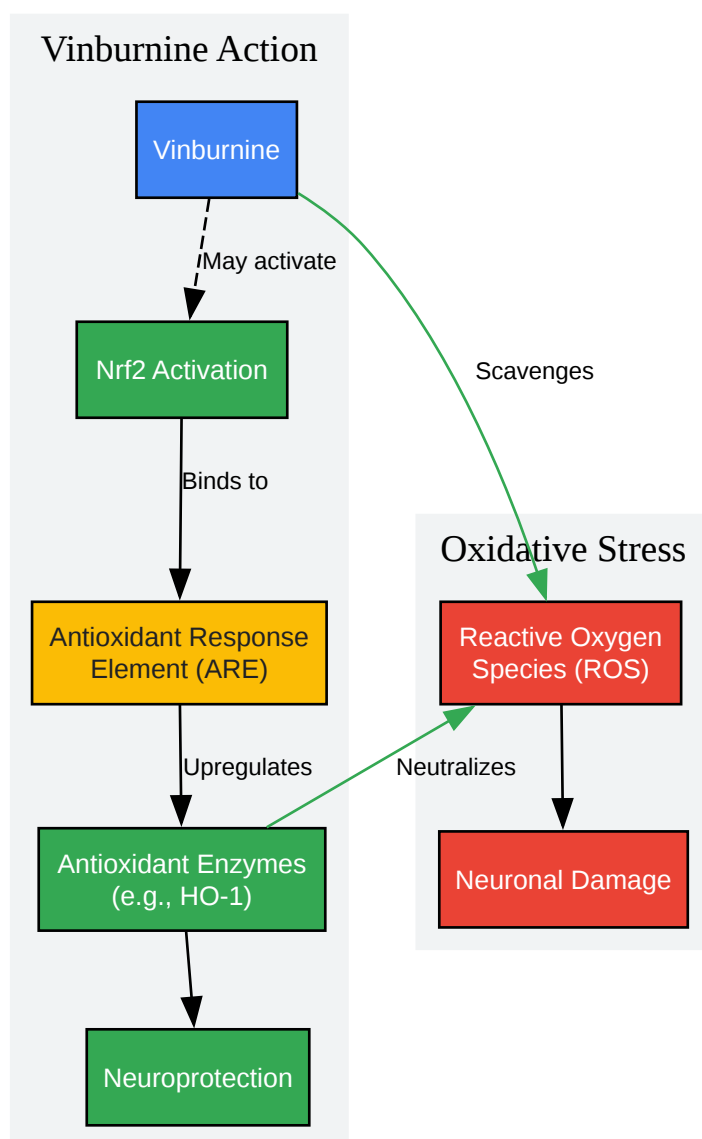 Vinburnine Action
Vinburnine
May activate
Nrf2 Activation
Scavenges
Binds to
Oxidative Stress
Antioxidant Response
Element (ARE)
Reactive Oxygen
Species (ROS)
Upregulates
Neutralizes
Antioxidant Enzymes
(e.g., HO-1)
Neuronal Damage
Neuroprotection